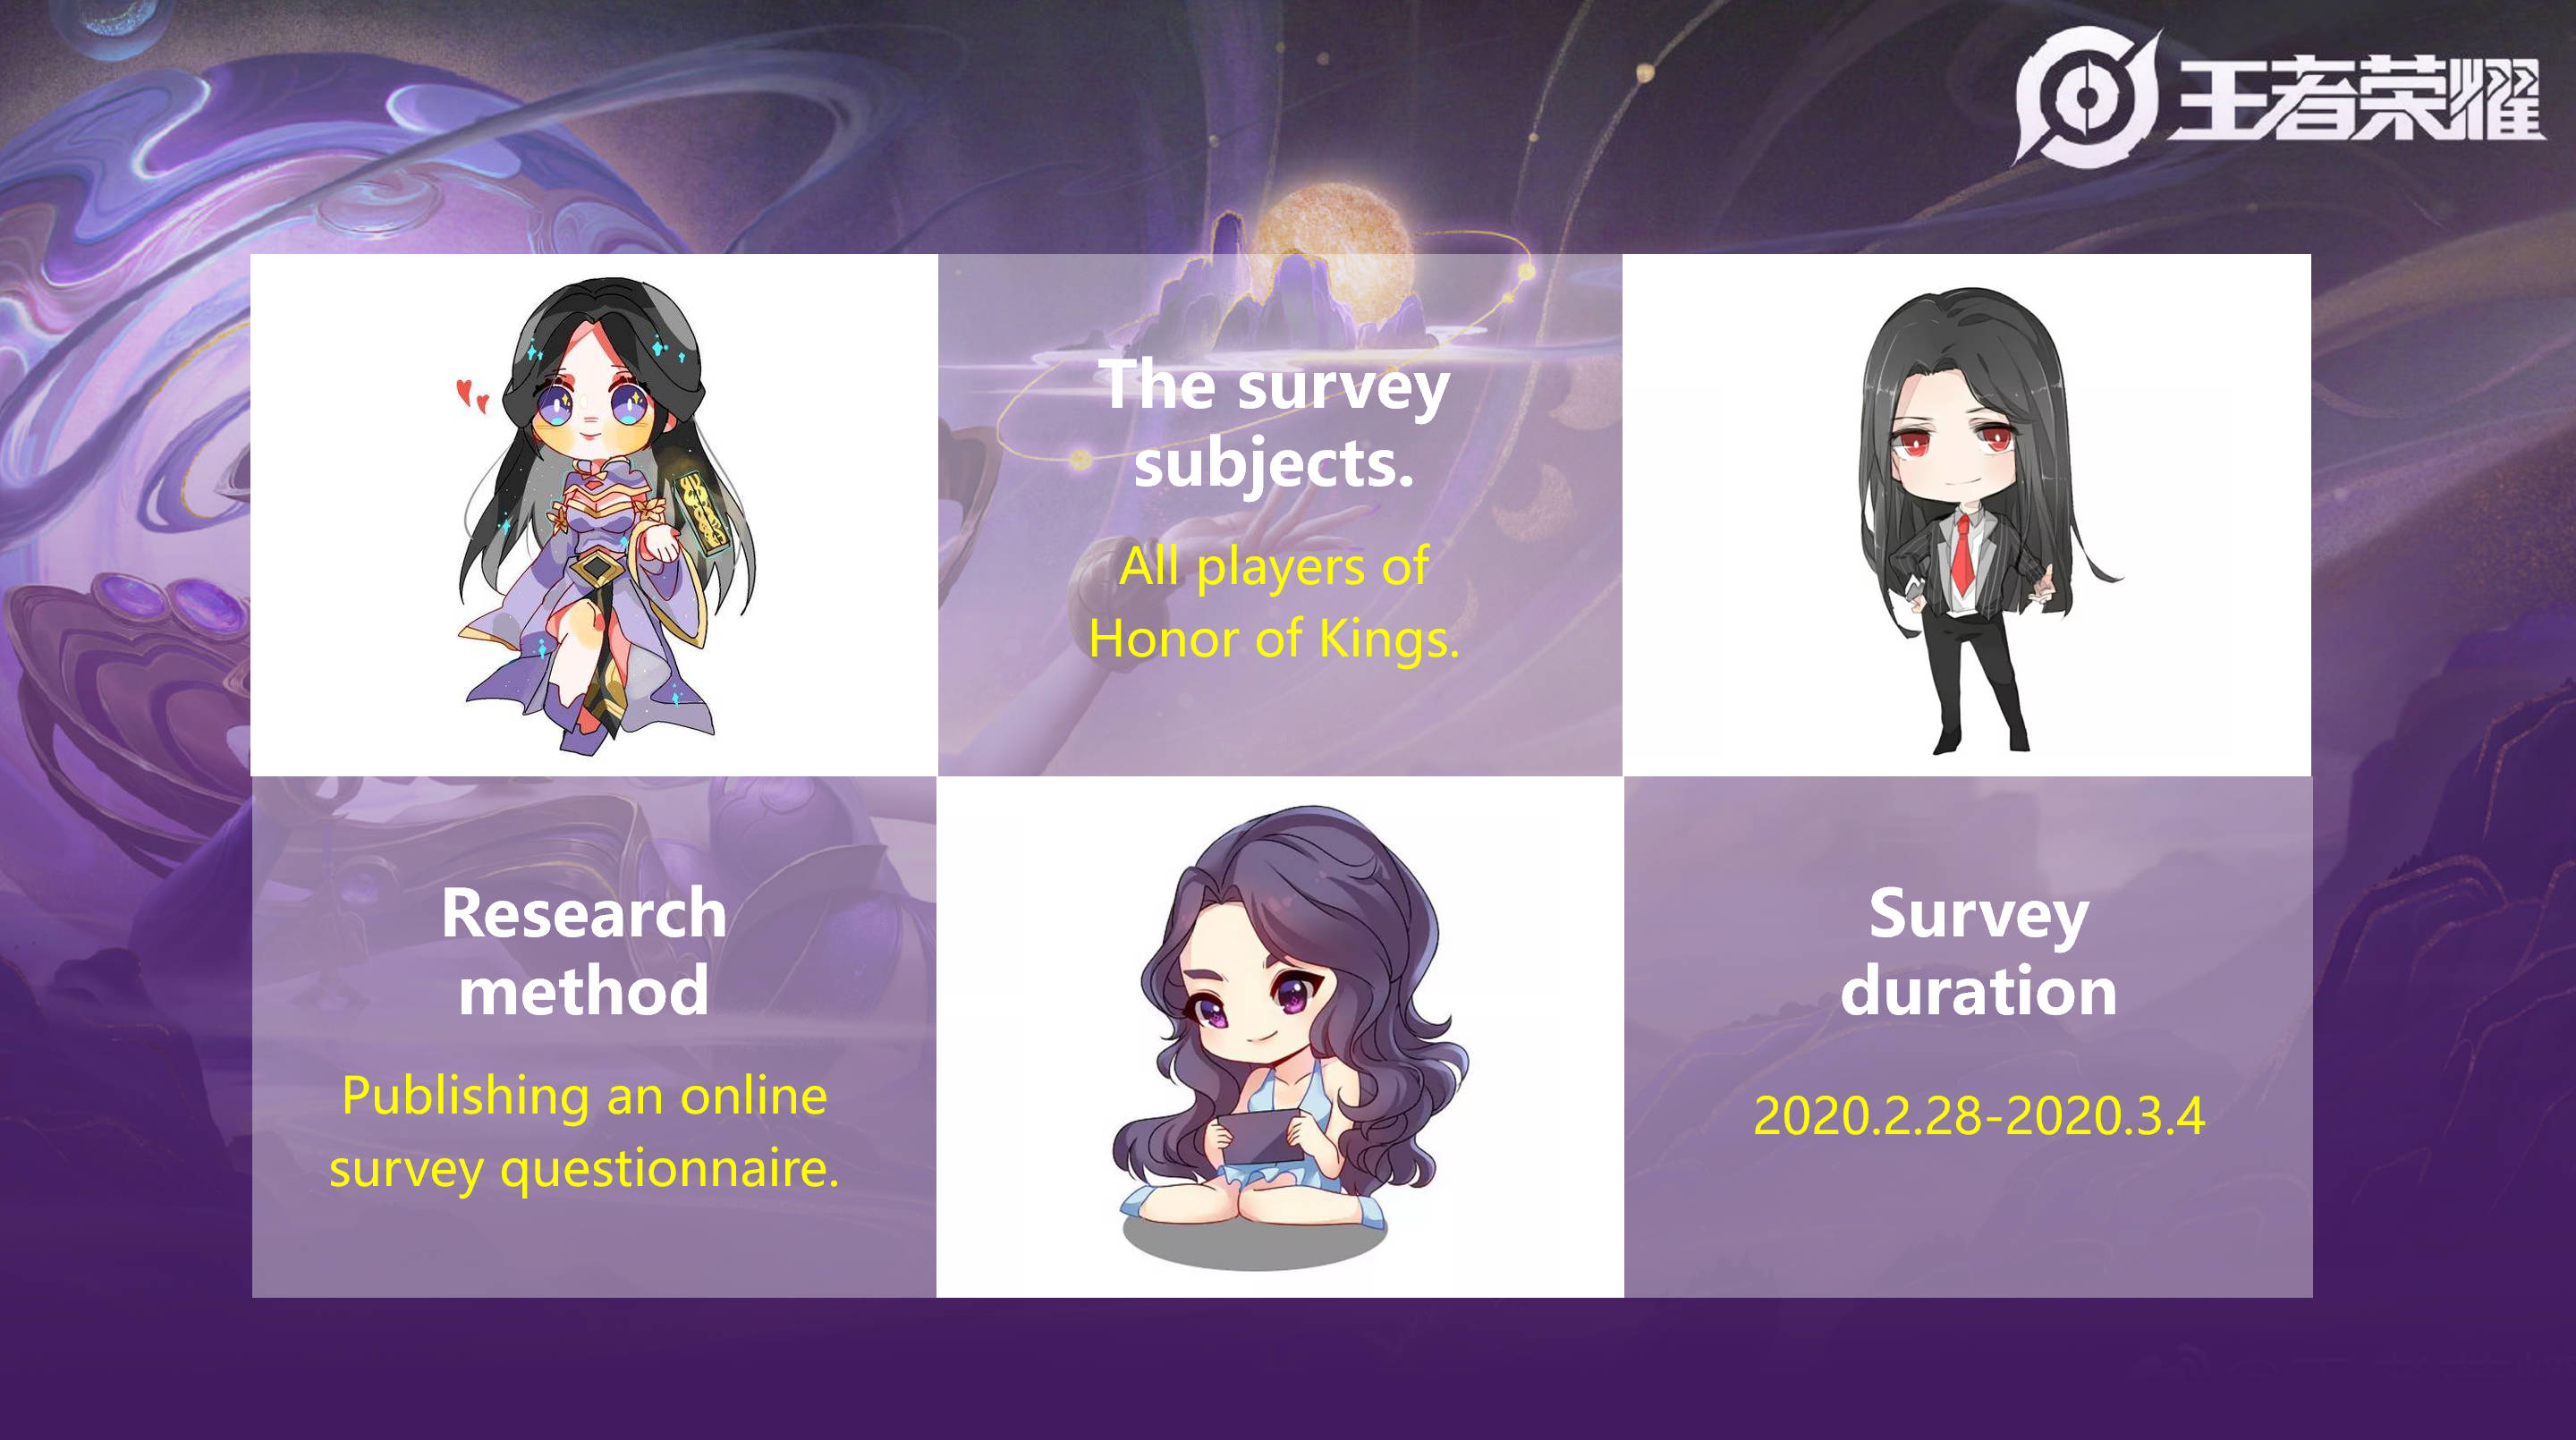 王者荣耀
The survey
subjects.
All players of
Honor of Kings.
Research
method
Publishing an online
survey questionnaire.
Survey
duration
2020.2.28-2020.3.4